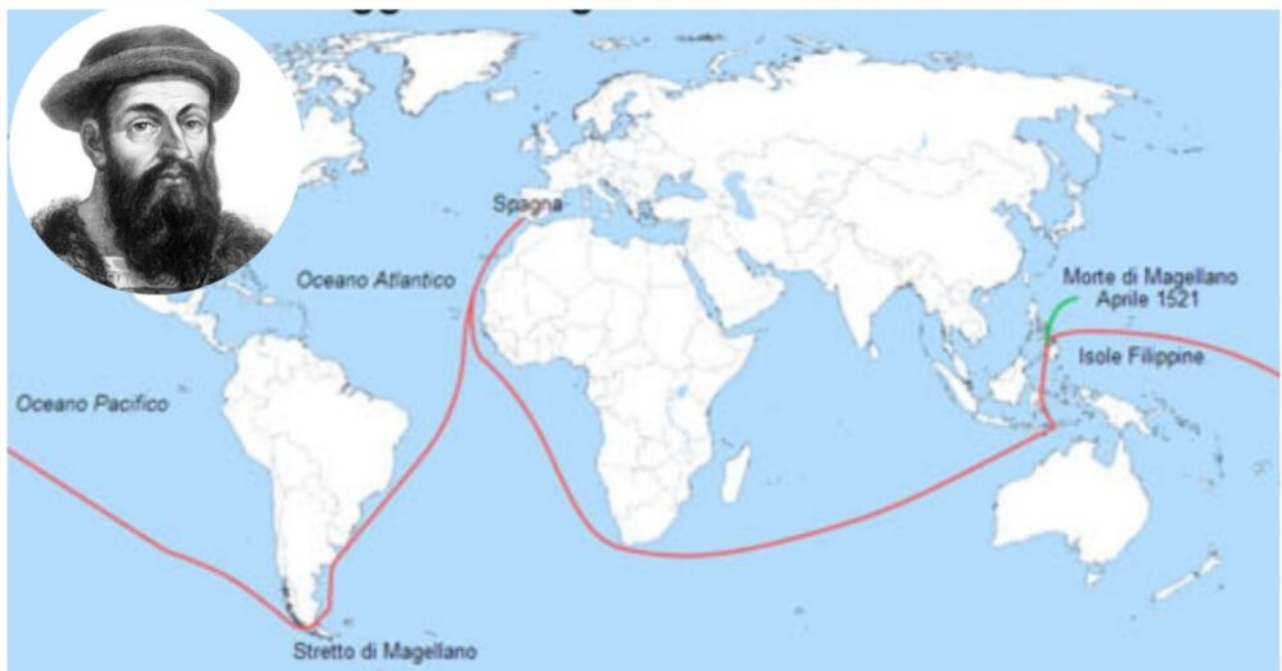 Spagna
Oceano Atlantico
Morte di Magellano
Aprile 1521
Isole Filippine
Oceano Pacifico
Stretto di Magellano